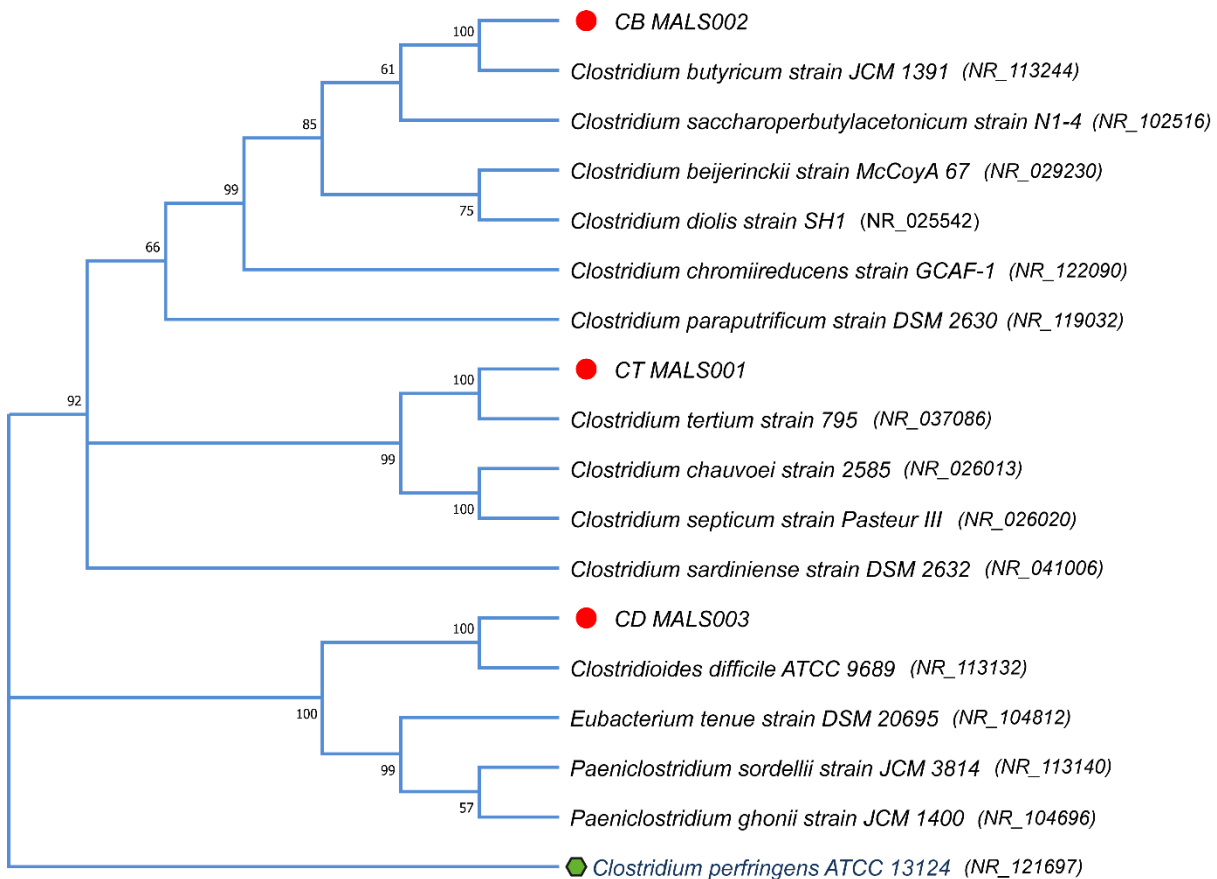 CB MALS002
100
Clostridium butyricum strain JCM 1391 (NR_113244)
61
Clostridium saccharoperbutylacetonicum strain N1-4 (NR_102516)
85
Clostridium beijerinckii strain McCoyA 67 (NR_029230)
99
75
Clostridium diolis strain SH1 (NR_025542)
66
Clostridium chromiireducens strain GCAF-1 (NR_122090)
Clostridium paraputrificum strain DSM 2630 (NR_119032)
CT MALS001
100
92
Clostridium tertium strain 795 (NR_037086)
99
Clostridium chauvoei strain 2585 (NR_026013)
100
Clostridium septicum strain Pasteur III (NR_026020)
Clostridium sardiniense strain DSM 2632 (NR_041006)
CD MALS003
100
Clostridioides difficile ATCC 9689 (NR_113132)
100
Eubacterium tenue strain DSM 20695 (NR_104812)
99
Paeniclostridium sordellii strain JCM 3814 (NR_113140)
57
Paeniclostridium ghonii strain JCM 1400 (NR_104696)
Clostridium perfringens ATCC 13124 (NR_121697)